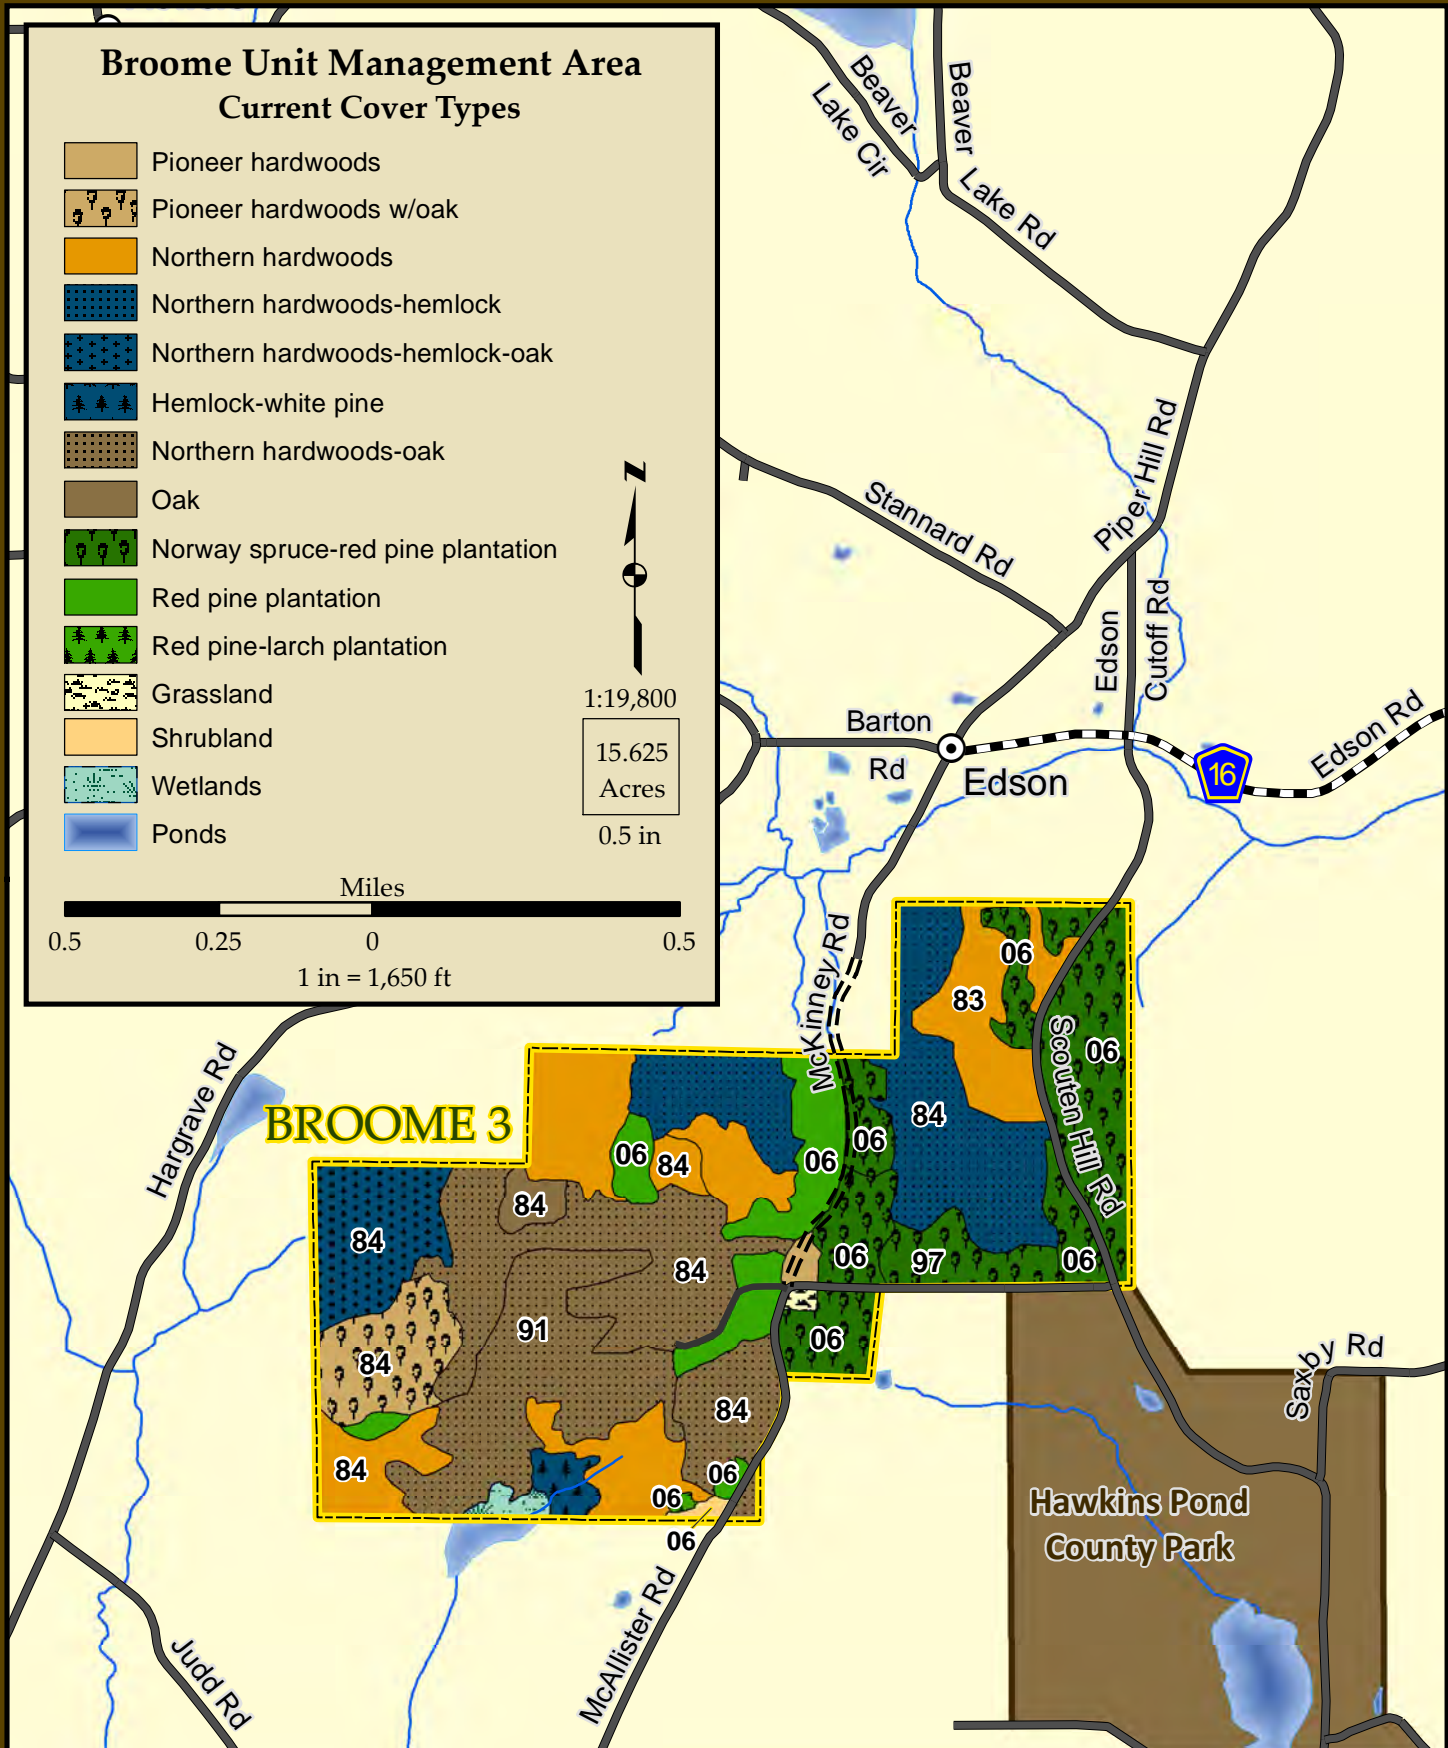 Broome Unit Management Area
Current Cover Types
Pioneer hardwoods
Pioneer hardwoods w/oak
Northern hardwoods
Northern hardwoods-hemlock
Northern hardwoods-hemlock-oak
Hemlock-white pine
Northern hardwoods-oak
Oak
Norway spruce-red pine plantation
Red pine plantation
Red pine-larch plantation
Grassland
Shrubland
Wetlands
Ponds
N
1:19,800
15.625
Acres
0.5 in
Miles
0.5 0.25 0 0.5
1 in = 1,650 ft
Beaver
Lake Cir
Beaver
Lake Rd
Piper Hill Rd
Stannard Rd
Edson
Cutoff Rd
Barton
Rd
Edson
16
Edson Rd
McKinney Rd
Hargrave Rd
BROOME 3
Scouten Hill Rd
06
83
06
84
06
84
06
06
84
84
84
06
97
06
91
06
84
84
84
06
06
06
Saxby Rd
Hawkins Pond
County Park
McAllister Rd
Judd Rd